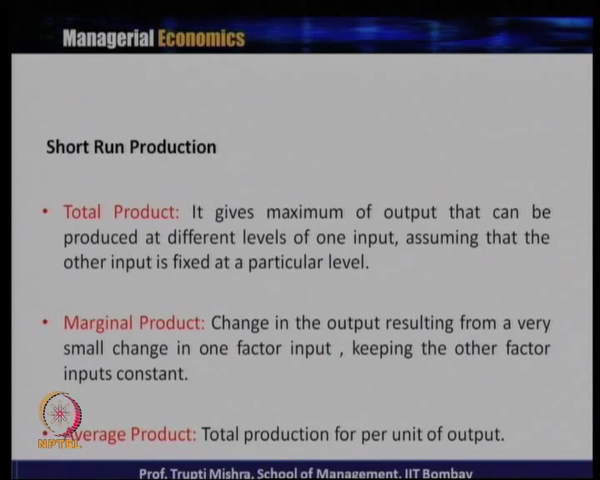 Managerial Economics
Short Run Production
• Total Product: It gives maximum of output that can be
produced at different levels of one input, assuming that the
other input is fixed at a particular level.
• Marginal Product: Change in the output resulting from a very
small change in one factor input , keeping the other factor
inputs constant.
• Average Product: Total production for per unit of output.
NPTEL
Prof. Trupti Mishra, School of Management, IIT Bombay